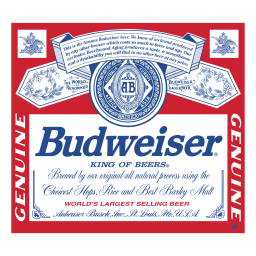 This is the famous Budweiser beer. We know of no brand produced
by any other brewer which costs so much to brew and age. Our
exclusive Beechwood Aging produces a taste, a smoothness
and a drinkability you will find in no other beer at any price.
AB
Budweiser®
KING OF BEERS®
Brewed by our original all natural process using the
Choicest Hops, Rice and Best Barley Malt
WORLD'S LARGEST SELLING BEER
Anheuser-Busch, Inc., St. Louis, Mo., U.S.A.
GENUINE
GENUINE